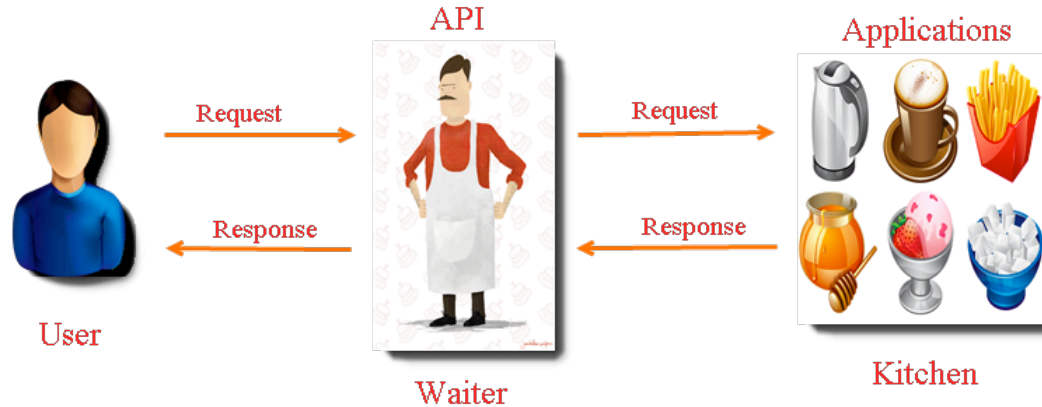 API
Applications
Request
Request
Response
Response
User
Waiter
Kitchen